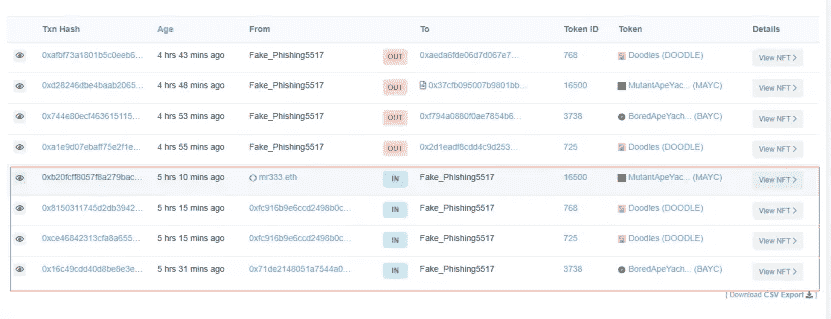 Txn Hash Age From To Token ID Token Details
0xafbf73a1801b5c0eeb6... 4 hrs 43 mins ago Fake_Phishing5517 OUT 0xaeda6fde06d7d067e7... 768 Doodles (DOODLE) View NFT >
0xd28246dbe4baab2065... 4 hrs 48 mins ago Fake_Phishing5517 OUT 0x37cfb095007b9801bb... 16500 MutantApeYac... (MAYC) View NFT >
0x744e80ecf463615115... 4 hrs 53 mins ago Fake_Phishing5517 OUT 0xf794a0880f0ae7854b6... 3738 BoredApeYach... (BAYC) View NFT >
0xa1e9d07ebaff75e2f1e... 4 hrs 55 mins ago Fake_Phishing5517 OUT 0x2d1eadf8cdd4c9d253... 725 Doodles (DOODLE) View NFT >
0xb20fcff8057f8a279bac... 5 hrs 10 mins ago mr333.eth IN Fake_Phishing5517 16500 MutantApeYac... (MAYC) View NFT >
0x8150311745d2db3942... 5 hrs 15 mins ago 0xfc916b9e6ccd2498b0c... IN Fake_Phishing5517 768 Doodles (DOODLE) View NFT >
0xce46842313cfa8a655... 5 hrs 15 mins ago 0xfc916b9e6ccd2498b0c... IN Fake_Phishing5517 725 Doodles (DOODLE) View NFT >
0x16c49cdd40d8be8e3e... 5 hrs 31 mins ago 0x71de2148051a7544a0... IN Fake_Phishing5517 3738 BoredApeYach... (BAYC) View NFT >
[ Download CSV Export ]